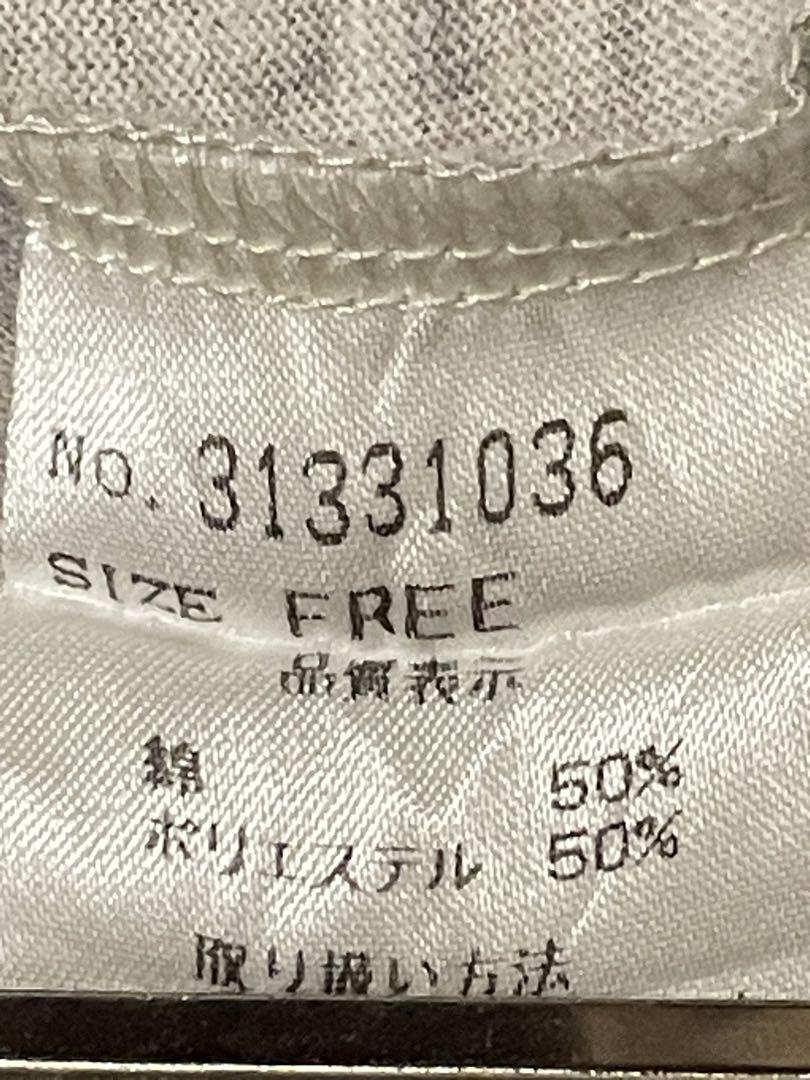 No. 31331036
SIZE FREE
品質表示
綿 50%
ポリエステル 50%
取り扱い方法